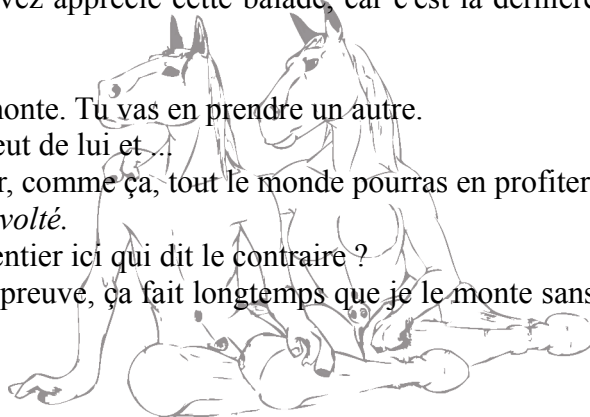 vez apprécié cette balade, car c'est la dernière
monte. Tu vas en prendre un autre.
eut de lui et ...
r, comme ça, tout le monde pourras en profiter
volté.
entier ici qui dit le contraire ?
preuve, ça fait longtemps que je le monte sans